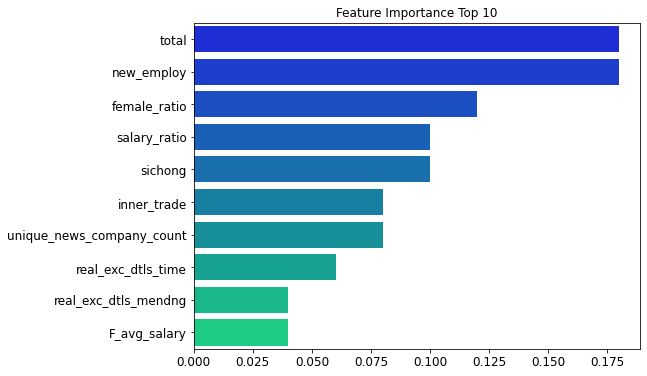 Feature Importance Top 10
total
new_employ
female_ratio
salary_ratio
sichong
inner_trade
unique_news_company_count
real_exc_dtls_time
real_exc_dtls_mendng
F_avg_salary
0.000 0.025 0.050 0.075 0.100 0.125 0.150 0.175